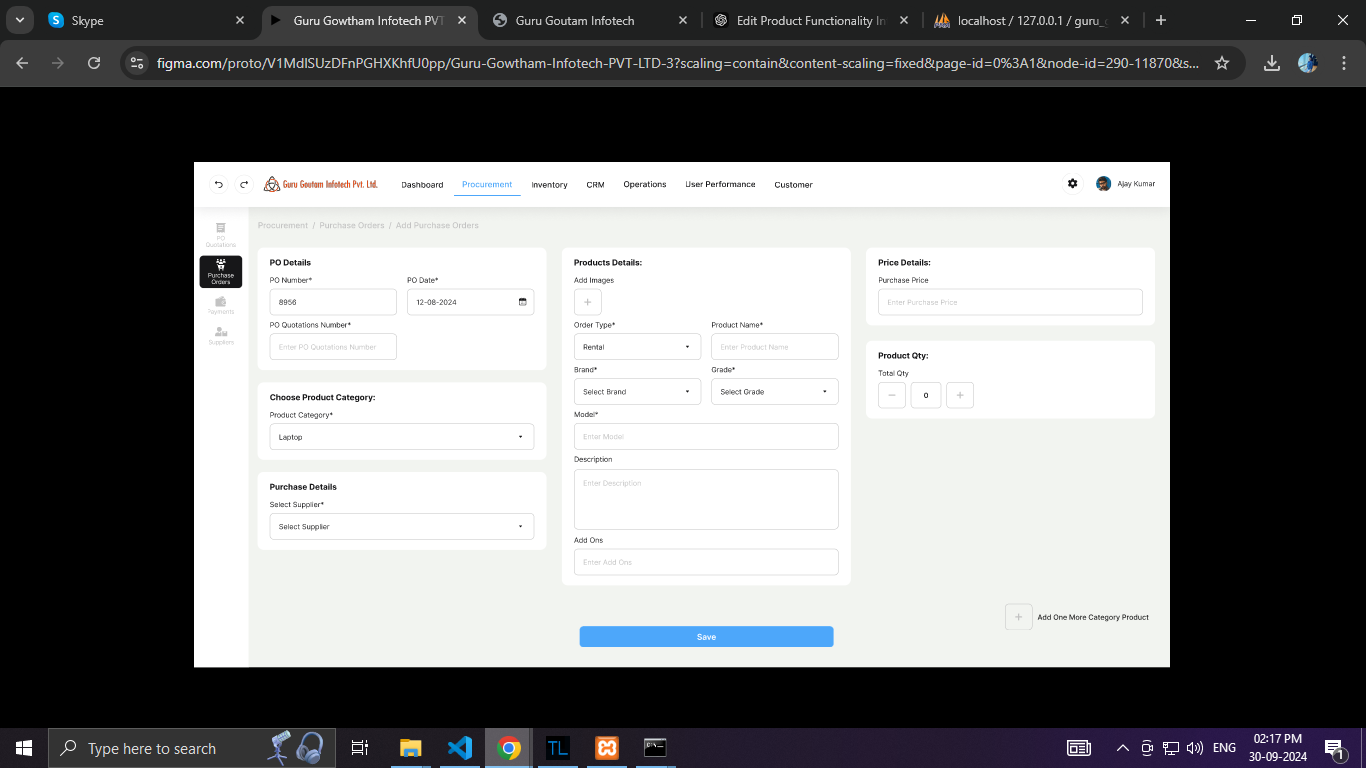 Skype
Guru Gowtham Infotech PVT
Guru Goutam Infotech
Edit Product Functionality In
localhost / 127.0.0.1 / guru_g
figma.com/proto/V1MdlSUzDFnPGHXKhfU0pp/Guru-Gowtham-Infotech-PVT-LTD-3?scaling=contain&content-scaling=fixed&page-id=0%3A1&node-id=290-11870&s...
Guru Goutam Infotech Pvt. Ltd.
Dashboard
Procurement
Inventory
CRM
Operations
User Performance
Customer
Ajay Kumar
PO
Quoations
Purchase
Orders
Payments
Suppliers
Procurement / Purchase Orders / Add Purchase Orders
PO Details
PO Number*
PO Date*
8956
12-08-2024
PO Quotations Number*
Enter PO Quotations Number
Choose Product Category:
Product Category*
Laptop
Purchase Details
Select Supplier*
Select Supplier
Products Details:
Add Images
Order Type*
Product Name*
Rental
Enter Product Name
Brand*
Grade*
Select Brand
Select Grade
Model*
Enter Model
Description
Enter Description
Add Ons
Enter Add Ons
Price Details:
Purchase Price
Enter Purchase Price
Product Qty:
Total Qty
0
Add One More Category Product
Save
Type here to search
TL
ENG
02:17 PM
30-09-2024
1